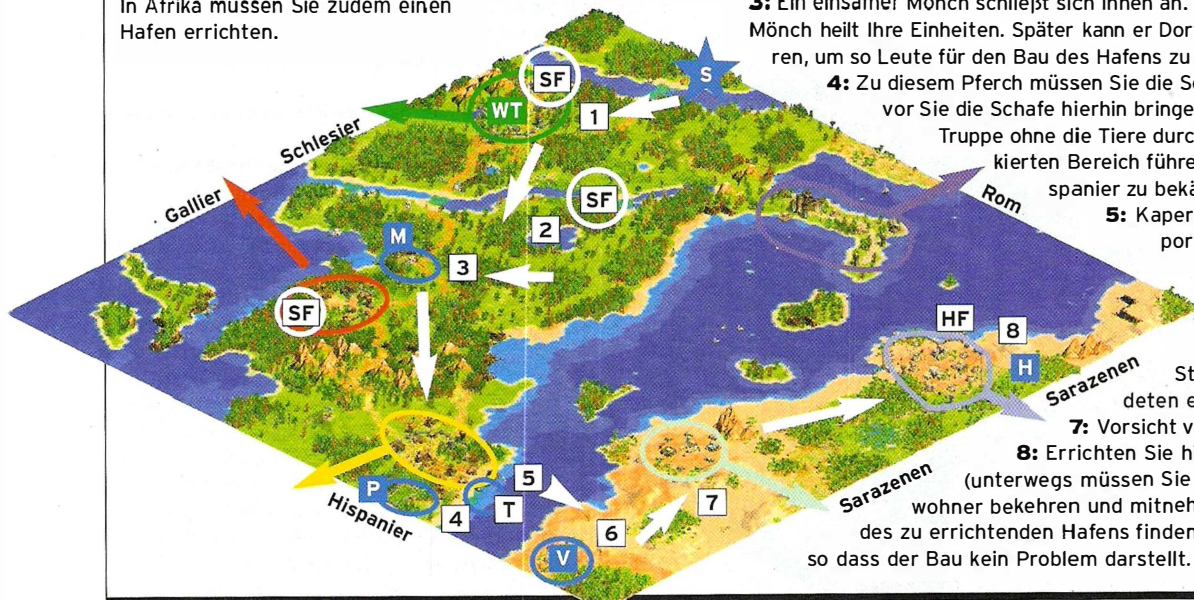 In Afrika müssen Sie zudem einen
Hafen errichten.
3: Ein einsamer Mönch schließt sich Ihnen an.
Mönch heilt Ihre Einheiten. Später kann er Dor
ren, um so Leute für den Bau des Hafens zu
4: Zu diesem Pferch müssen Sie die
vor Sie die Schafe hierhin bringe
Truppe ohne die Tiere durc
kierten Bereich führe
spanier zu bekä
5: Kaper
por
St
deten e
7: Vorsicht v
8: Errichten Sie h
(unterwegs müssen Sie
wohner bekehren und mitneh
des zu errichtenden Hafens finden
so dass der Bau kein Problem darstellt.
SF
S
WT
1
Schlesier
SF
Gallier
Rom
M
2
3
SF
HF
8
H
Sarazenen
P
Hispanier
4
T
5
6
7
Sarazenen
V